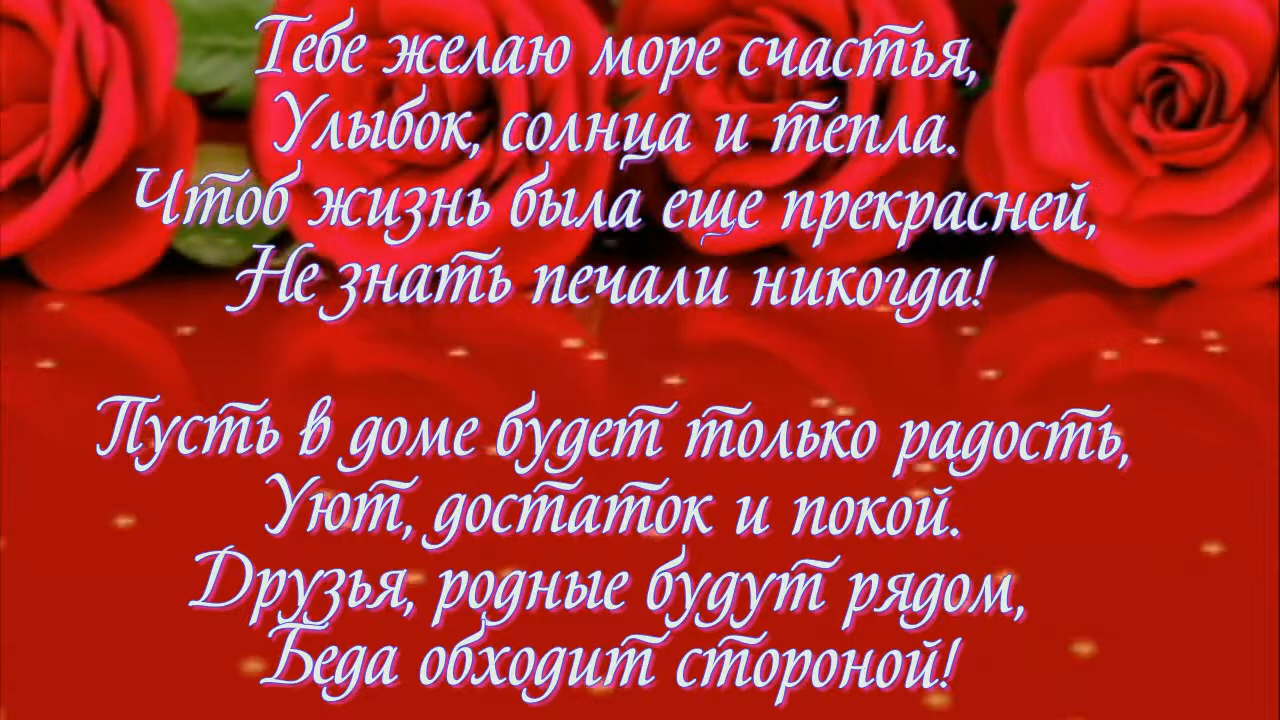 Тебе желаю море счастья,
Улыбок, солнца и тепла.
Чтоб жизнь была еще прекрасней,
Не знать печали никогда!
Пусть в доме будет только радость,
Уют, достаток и покой.
Друзья, родные будут рядом,
Беда обходит стороной!